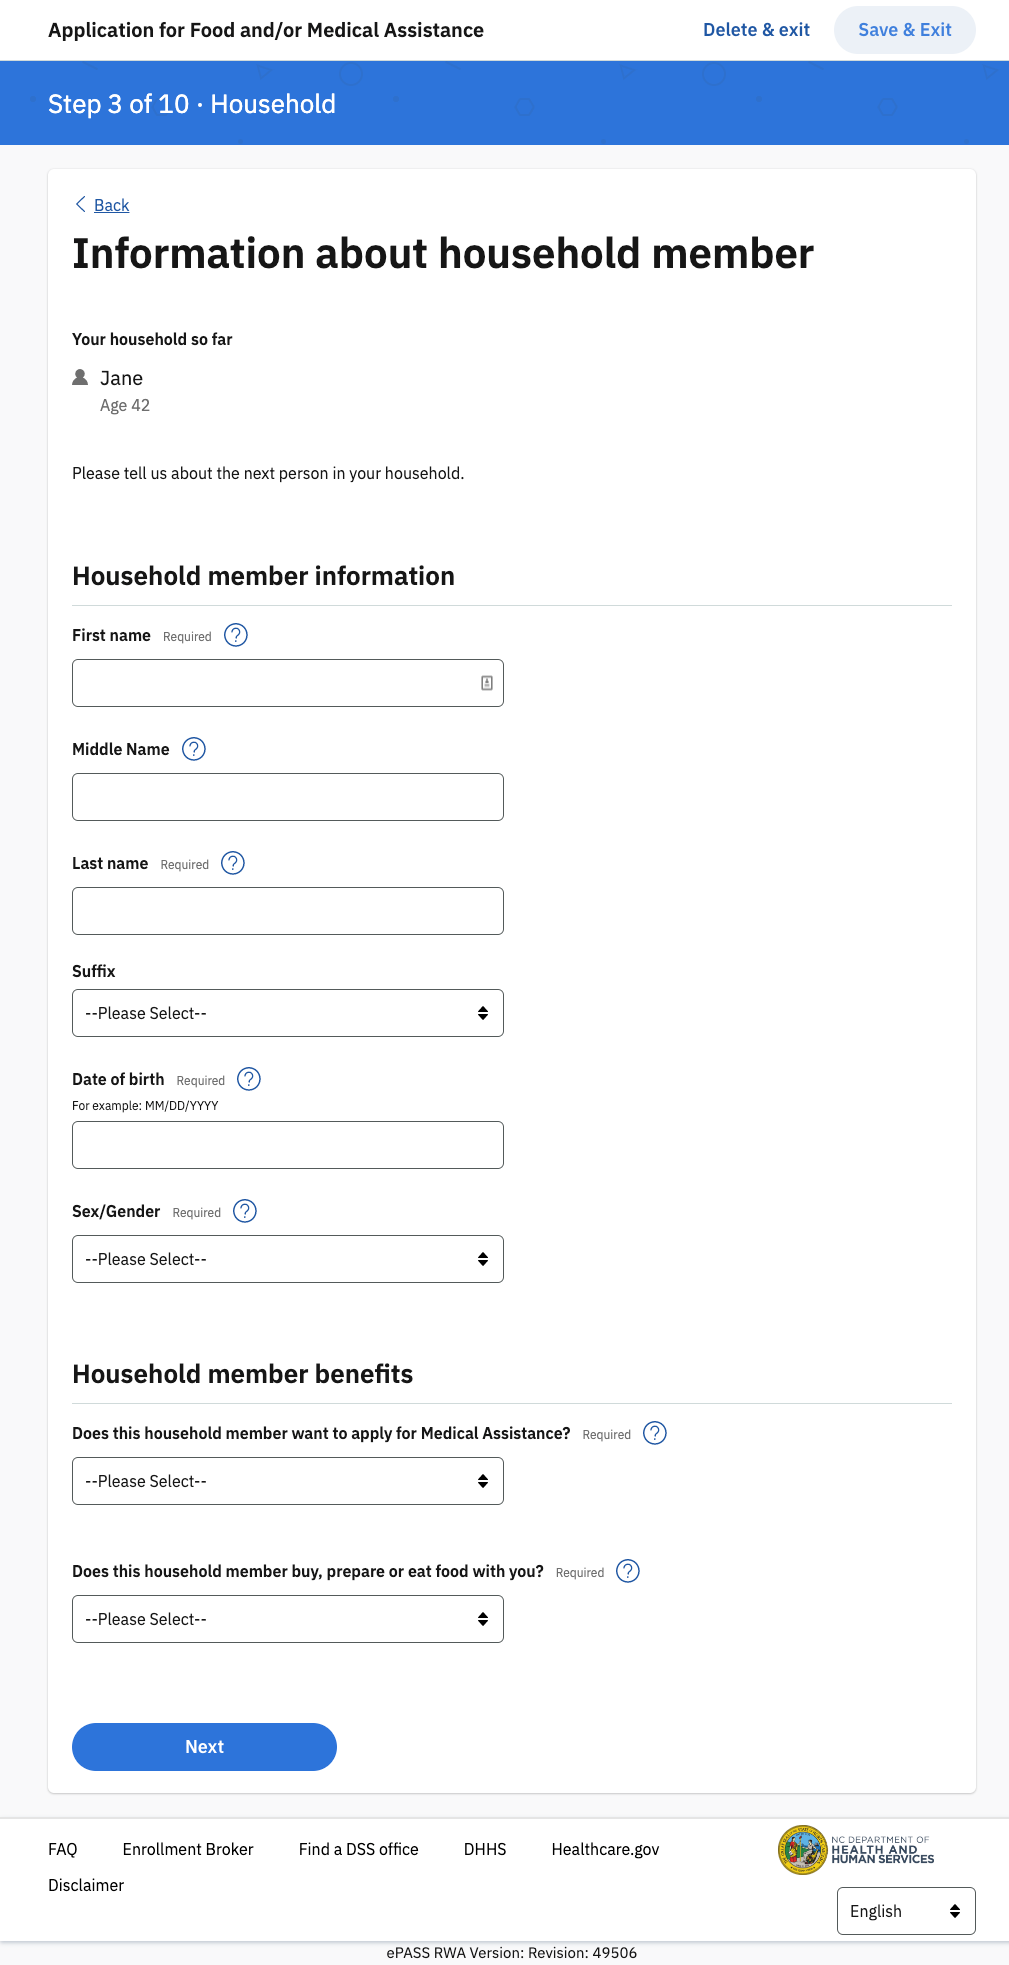 Application for Food and/or Medical Assistance
Delete & exit
Save & Exit
Step 3 of 10 · Household
Back
Information about household member
Your household so far
Jane
Age 42
Please tell us about the next person in your household.
Household member information
First name Required ?
Middle Name ?
Last name Required ?
Suffix
--Please Select--
Date of birth Required ?
For example: MM/DD/YYYY
Sex/Gender Required ?
--Please Select--
Household member benefits
Does this household member want to apply for Medical Assistance? Required ?
--Please Select--
Does this household member buy, prepare or eat food with you? Required ?
--Please Select--
Next
FAQ Enrollment Broker Find a DSS office DHHS Healthcare.gov
Disclaimer
NC DEPARTMENT OF
HEALTH AND
HUMAN SERVICES
English
ePASS RWA Version: Revision: 49506